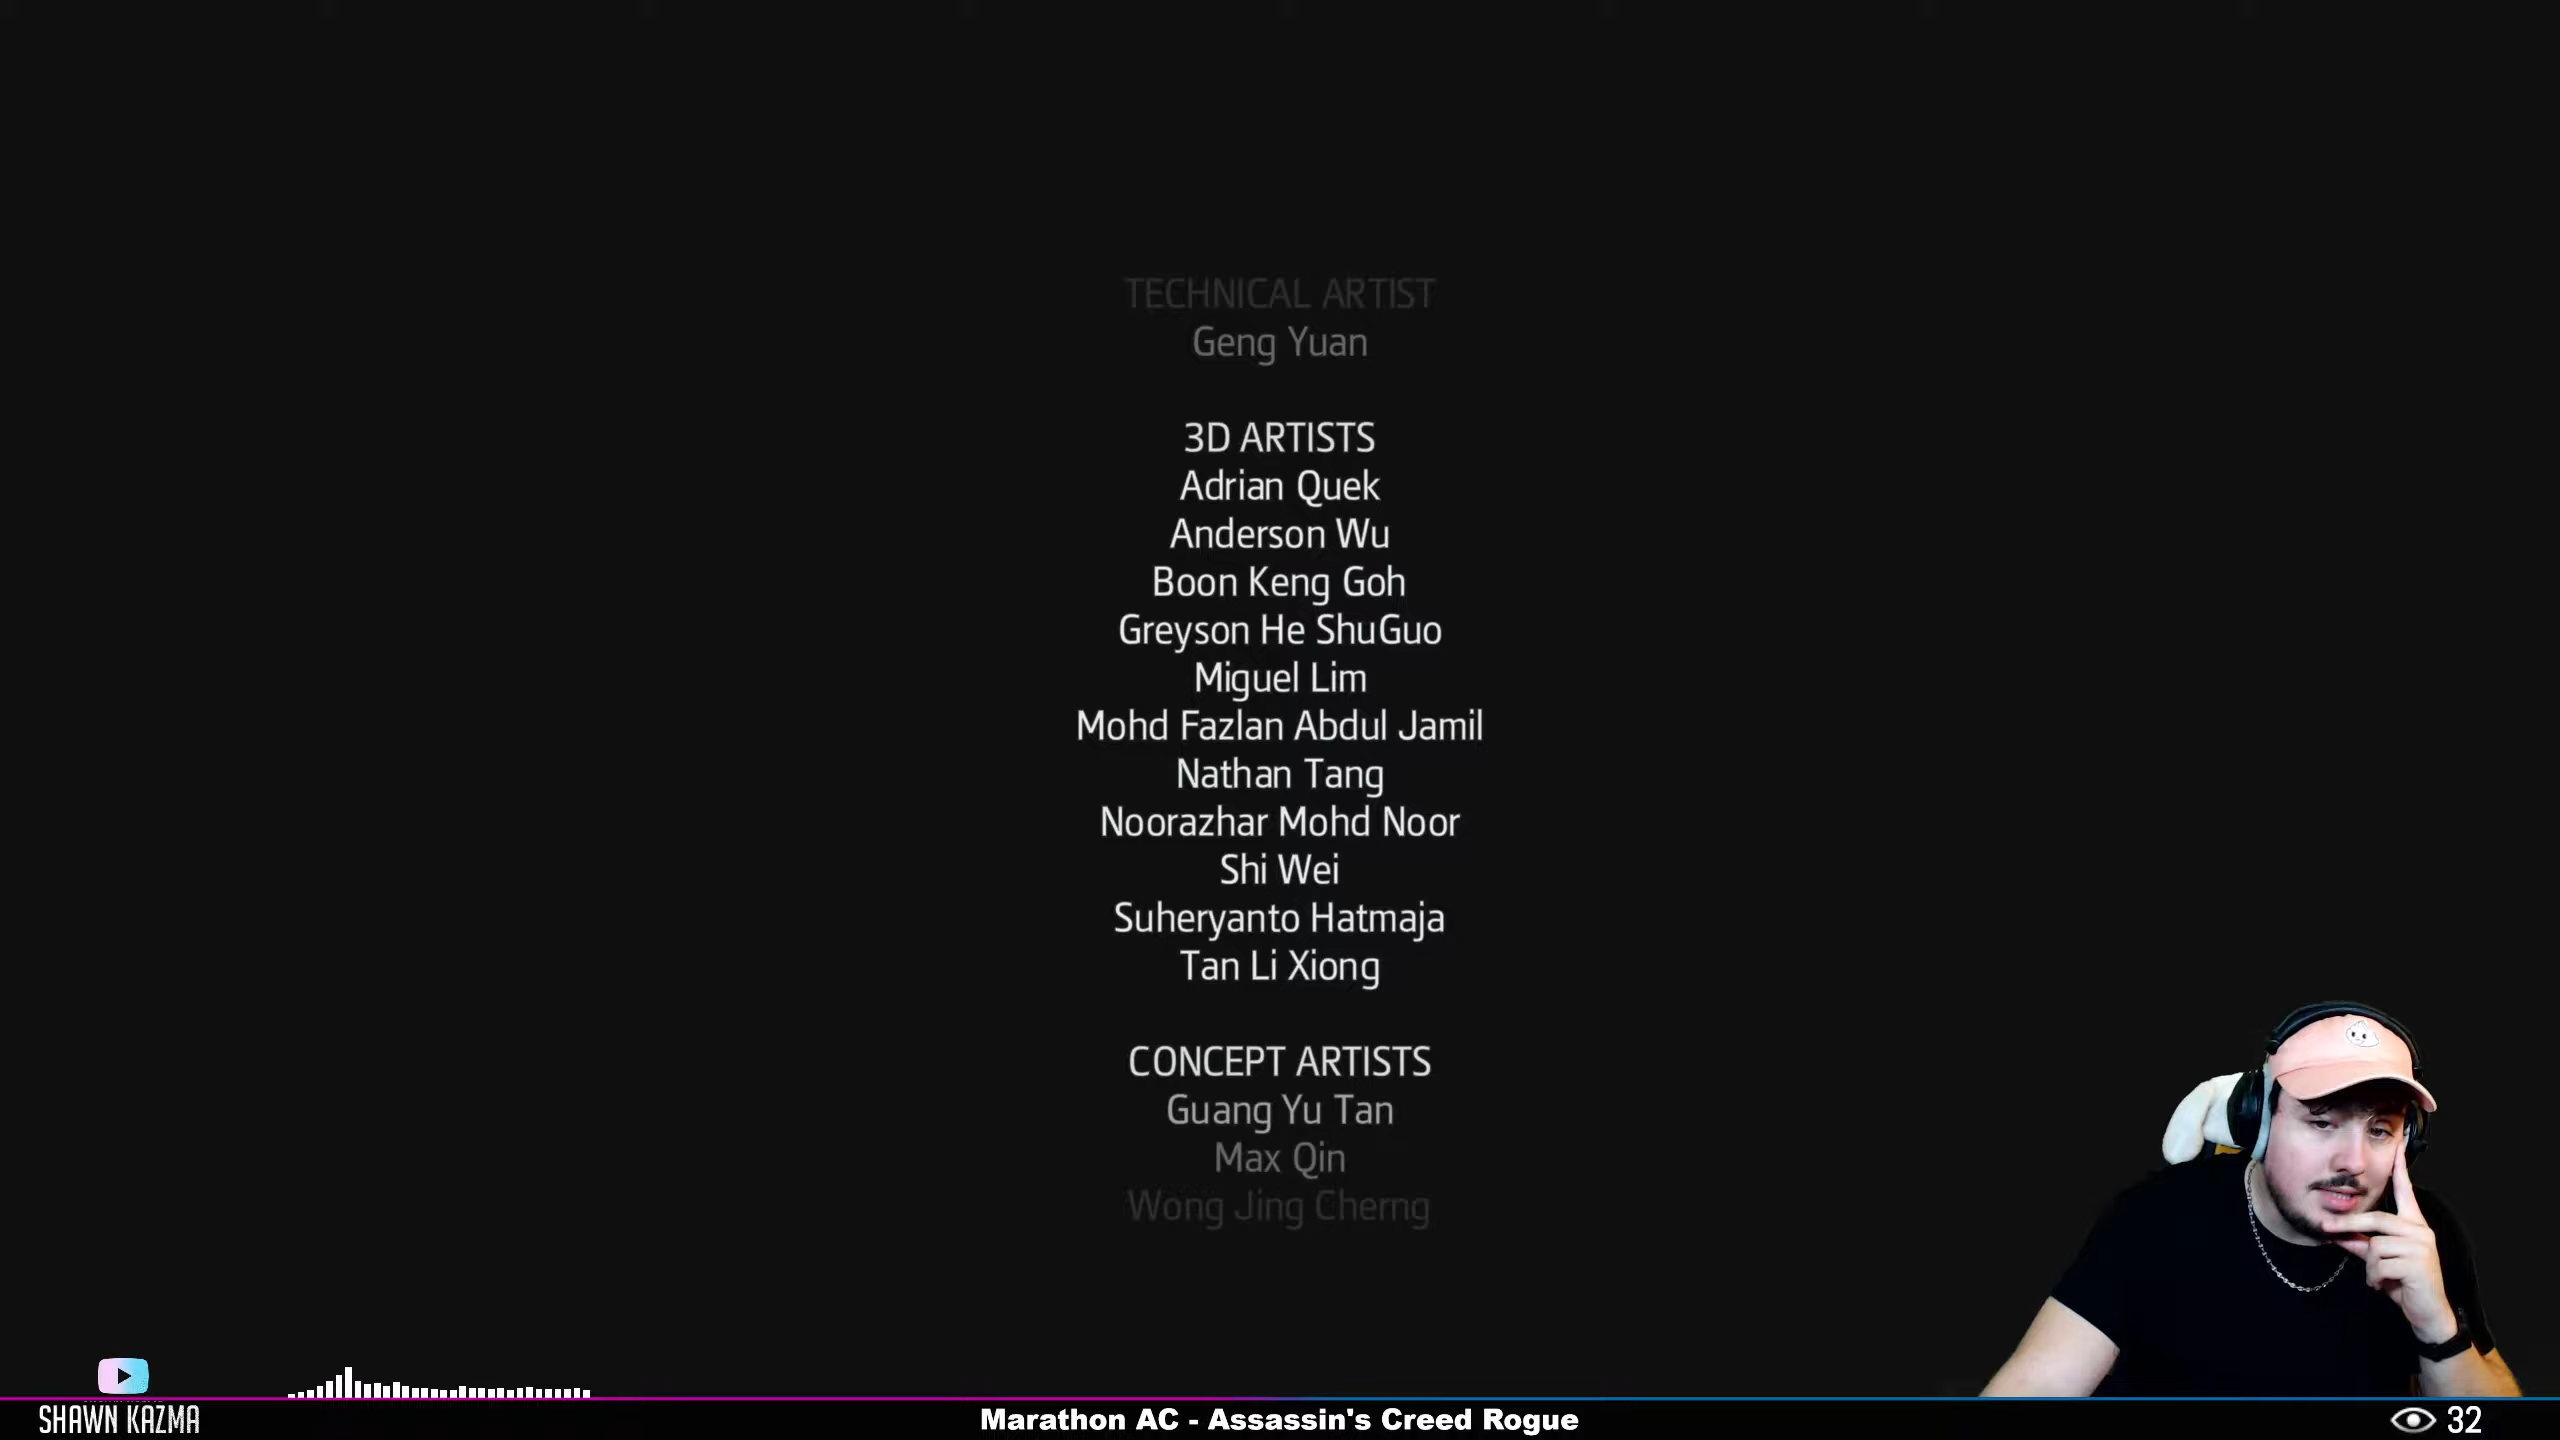 TECHNICAL ARTIST
Geng Yuan
3D ARTISTS
Adrian Quek
Anderson Wu
Boon Keng Goh
Greyson He ShuGuo
Miguel Lim
Mohd Fazlan Abdul Jamil
Nathan Tang
Noorazhar Mohd Noor
Shi Wei
Suheryanto Hatmaja
Tan Li Xiong
CONCEPT ARTISTS
Guang Yu Tan
Max Qin
Wong Jing Cherng
SHAWN KAZMA
Marathon AC - Assassin's Creed Rogue
32